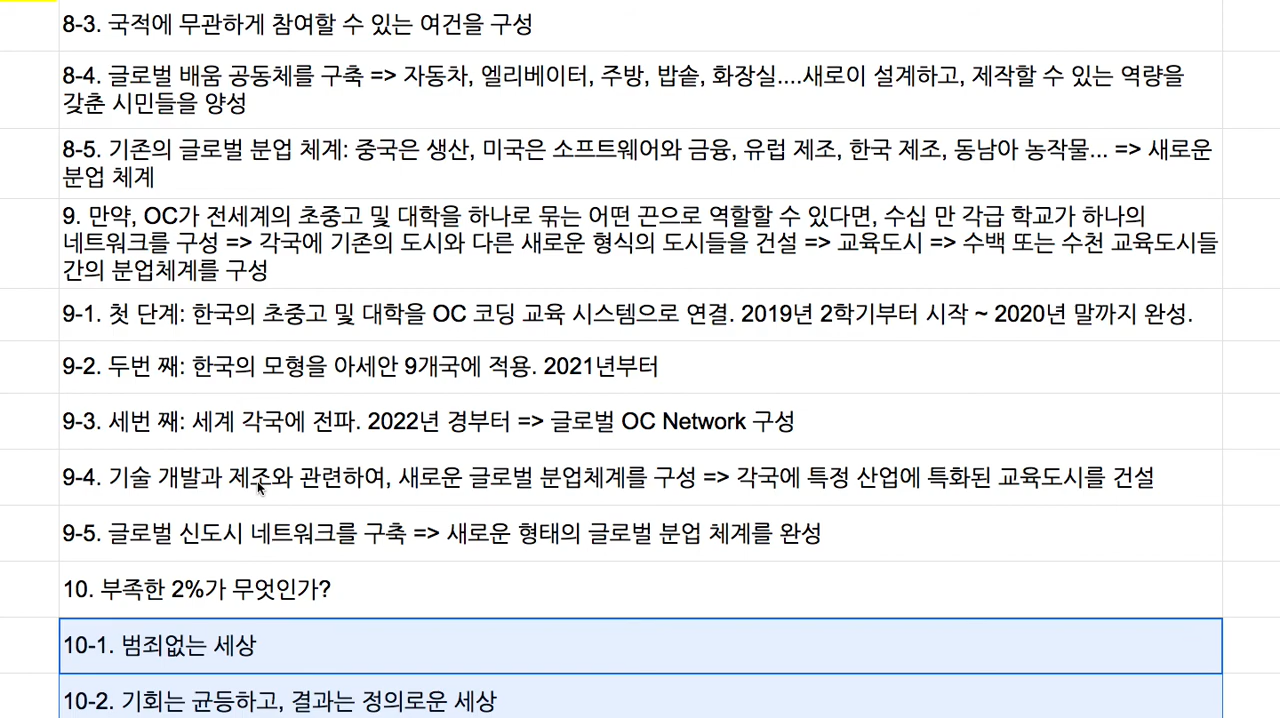 8-3. 국적에 무관하게 참여할 수 있는 여건을 구성
8-4. 글로벌 배움 공동체를 구축 => 자동차, 엘리베이터, 주방, 밥솥, 화장실....새로이 설계하고, 제작할 수 있는 역량을
갖춘 시민들을 양성
8-5. 기존의 글로벌 분업 체계: 중국은 생산, 미국은 소프트웨어와 금융, 유럽 제조, 한국 제조, 동남아 농작물... => 새로운
분업 체계
9. 만약, OC가 전세계의 초중고 및 대학을 하나로 묶는 어떤 끈으로 역할할 수 있다면, 수십 만 각급 학교가 하나의
네트워크를 구성 => 각국에 기존의 도시와 다른 새로운 형식의 도시들을 건설 => 교육도시 => 수백 또는 수천 교육도시들
간의 분업체계를 구성
9-1. 첫 단계: 한국의 초중고 및 대학을 OC 코딩 교육 시스템으로 연결. 2019년 2학기부터 시작 ~ 2020년 말까지 완성.
9-2. 두번 째: 한국의 모형을 아세안 9개국에 적용. 2021년부터
9-3. 세번 째: 세계 각국에 전파. 2022년 경부터 => 글로벌 OC Network 구성
9-4. 기술 개발과 제조와 관련하여, 새로운 글로벌 분업체계를 구성 => 각국에 특정 산업에 특화된 교육도시를 건설
9-5. 글로벌 신도시 네트워크를 구축 => 새로운 형태의 글로벌 분업 체계를 완성
10. 부족한 2%가 무엇인가?
10-1. 범죄없는 세상
10-2. 기회는 균등하고, 결과는 정의로운 세상